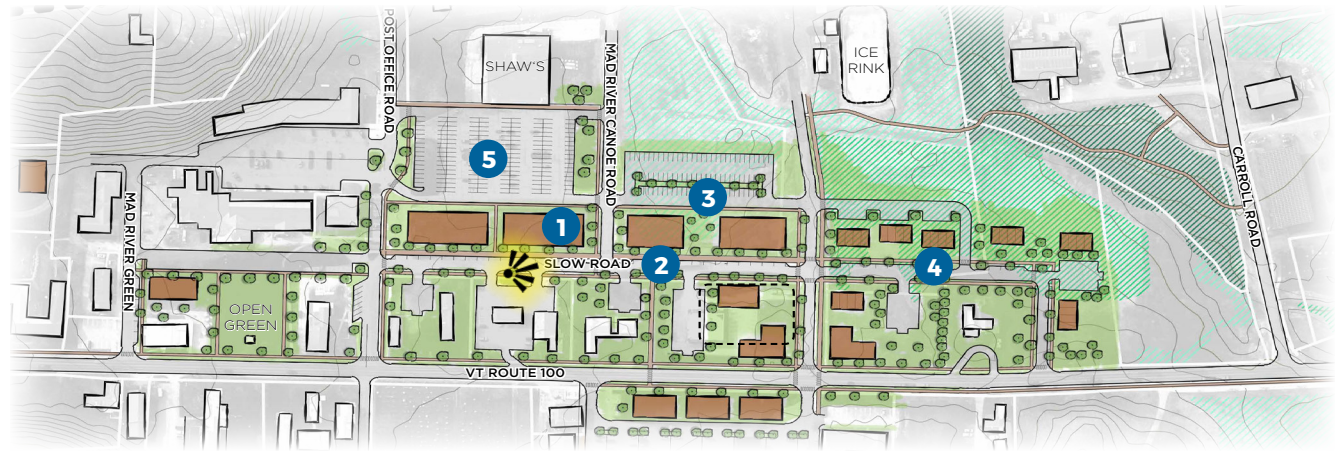 POST OFFICE ROAD
SHAW'S
MAD RIVER CANOE ROAD
ICE
RINK
5
CARROLL ROAD
MAD RIVER GREEN
3
1
SLOW ROAD
2
4
OPEN
GREEN
VT ROUTE 100